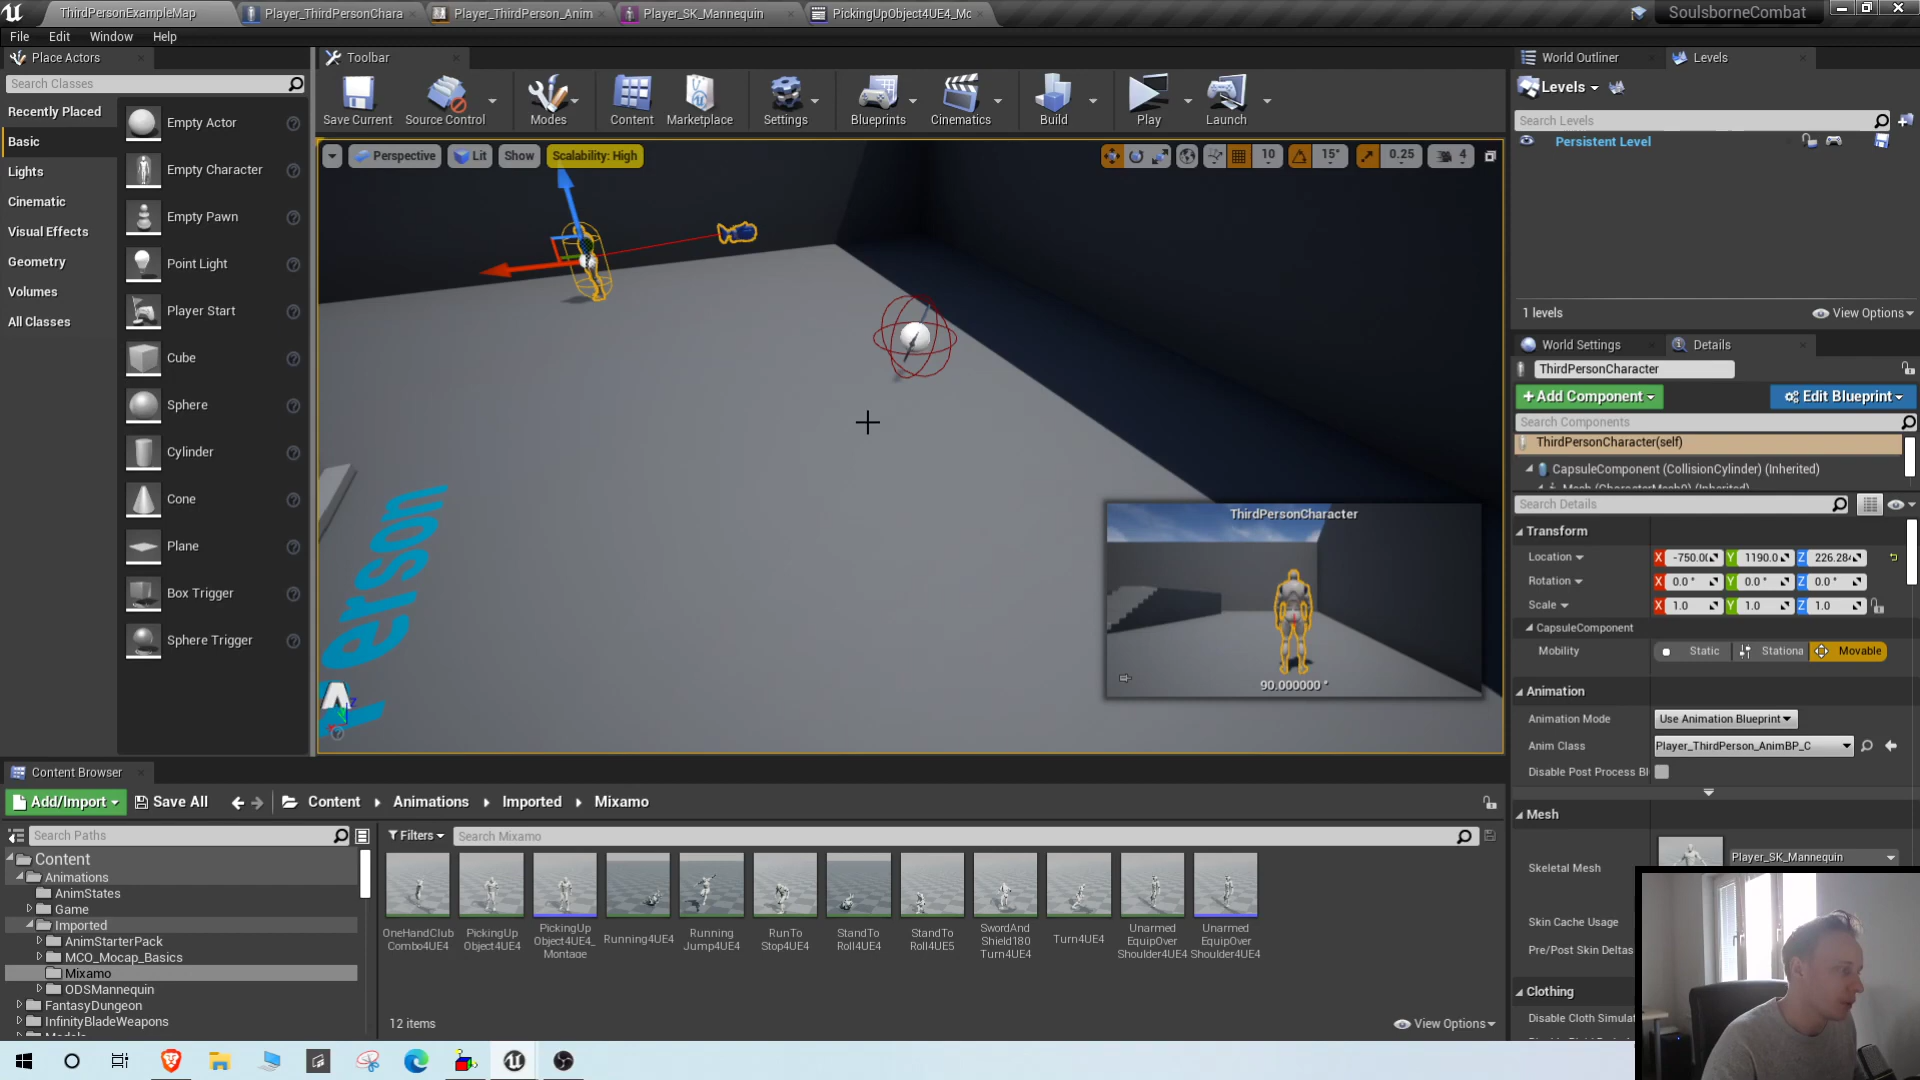 ThirdPersonExampleMap
Player_ThirdPersonChara
Player_ThirdPerson_Anim
Player_SK_Mannequin
PickingUpObject4UE4_Mc
SoulsborneCombat
File
Edit
Window
Help
Place Actors
Search Classes
Recently Placed
Basic
Lights
Cinematic
Visual Effects
Geometry
Volumes
All Classes
Empty Actor
Empty Character
Empty Pawn
Point Light
Player Start
Cube
Sphere
Cylinder
Cone
Plane
Box Trigger
Sphere Trigger
Toolbar
Save Current
Source Control
Modes
Content
Marketplace
Settings
Blueprints
Cinematics
Build
Play
Launch
Perspective
Lit
Show
Scalability: High
10
15°
0.25
4
erson
ThirdPersonCharacter
90.000000 °
World Outliner
Levels
Levels
Search Levels
Persistent Level
1 levels
View Options
World Settings
Details
ThirdPersonCharacter
+Add Component
Edit Blueprint
Search Components
ThirdPersonCharacter(self)
CapsuleComponent (CollisionCylinder) (Inherited)
Mesh (CharacterMesh0) (Inherited)
Search Details
Transform
Location
X -750.0 Y 1190.0 Z 226.284
Rotation
X 0.0 ° Y 0.0 ° Z 0.0 °
Scale
X 1.0 Y 1.0 Z 1.0
CapsuleComponent
Mobility
Static
Stationa
Movable
Animation
Animation Mode
Use Animation Blueprint
Anim Class
Player_ThirdPerson_AnimBP_C
Disable Post Process Bl
Mesh
Skeletal Mesh
Player_SK_Mannequin
Skin Cache Usage
Pre/Post Skin Deltas
Clothing
Disable Cloth Simulat
Content Browser
Add/Import
Save All
Content
Animations
Imported
Mixamo
Search Paths
Filters
Search Mixamo
Content
Animations
AnimStates
Game
Imported
AnimStarterPack
MCO_Mocap_Basics
Mixamo
ODSMannequin
FantasyDungeon
InfinityBladeWeapons
OneHandClub
Combo4UE4
PickingUp
Object4UE4
PickingUp
Object4UE4_
Montage
Running4UE4
Running
Jump4UE4
RunTo
Stop4UE4
StandTo
Roll4UE4
StandTo
Roll4UE5
SwordAnd
Shield180
Turn4UE4
Turn4UE4
Unarmed
EquipOver
Shoulder4UE4
Unarmed
EquipOver
Shoulder4UE4
12 items
View Options